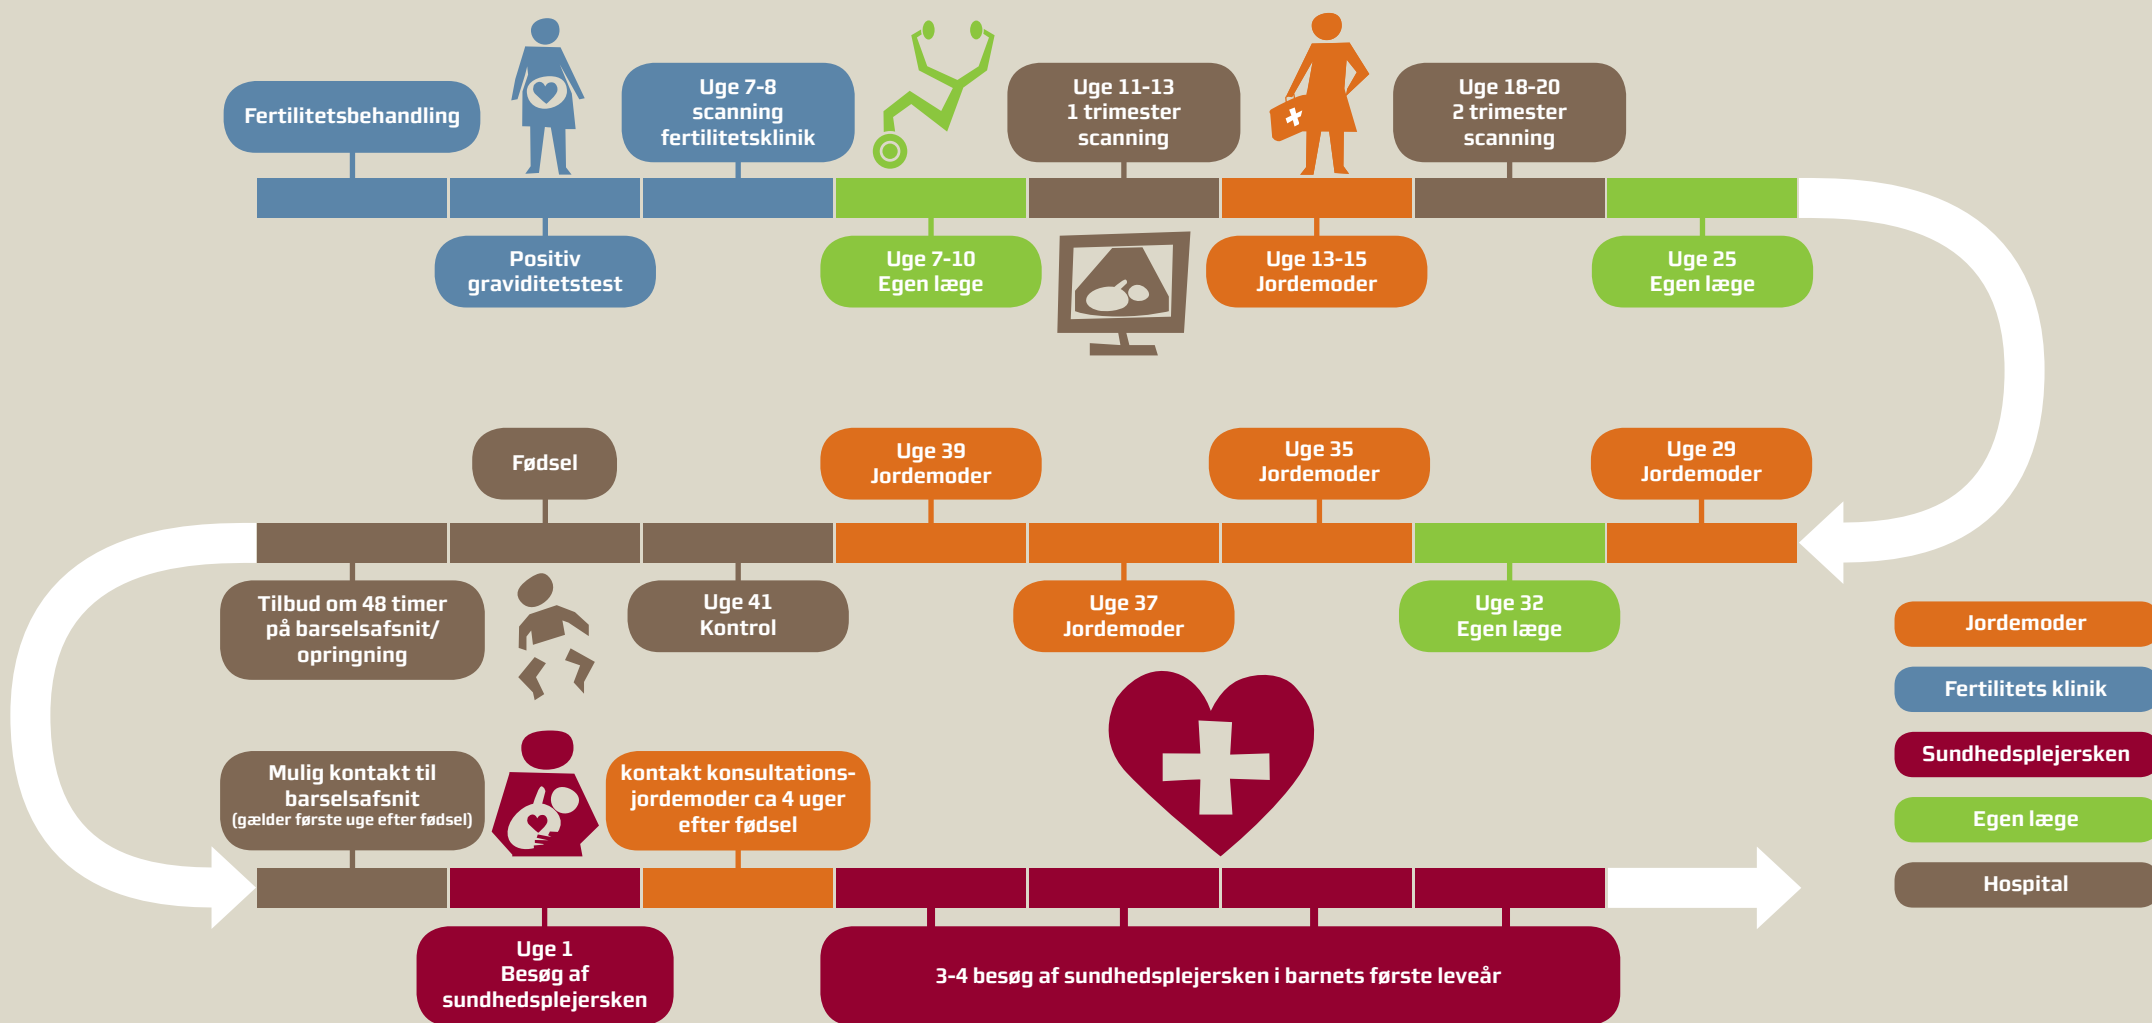 Fertilitetsbehandling
Positiv
graviditetstest
Uge 7-8
scanning
fertilitetsklinik
Uge 7-10
Egen læge
Uge 11-13
1 trimester
scanning
Uge 13-15
Jordemoder
Uge 18-20
2 trimester
scanning
Uge 25
Egen læge
Uge 29
Jordemoder
Uge 32
Egen læge
Uge 35
Jordemoder
Uge 37
Jordemoder
Uge 39
Jordemoder
Uge 41
Kontrol
Fødsel
Tilbud om 48 timer
på barselsafsnit/
opringning
Mulig kontakt til
barselsafsnit
(gælder første uge efter fødsel)
Uge 1
Besøg af
sundhedsplejersken
kontakt konsultations-
jordemoder ca 4 uger
efter fødsel
3-4 besøg af sundhedsplejersken i barnets første leveår
Jordemoder
Fertilitets klinik
Sundhedsplejersken
Egen læge
Hospital